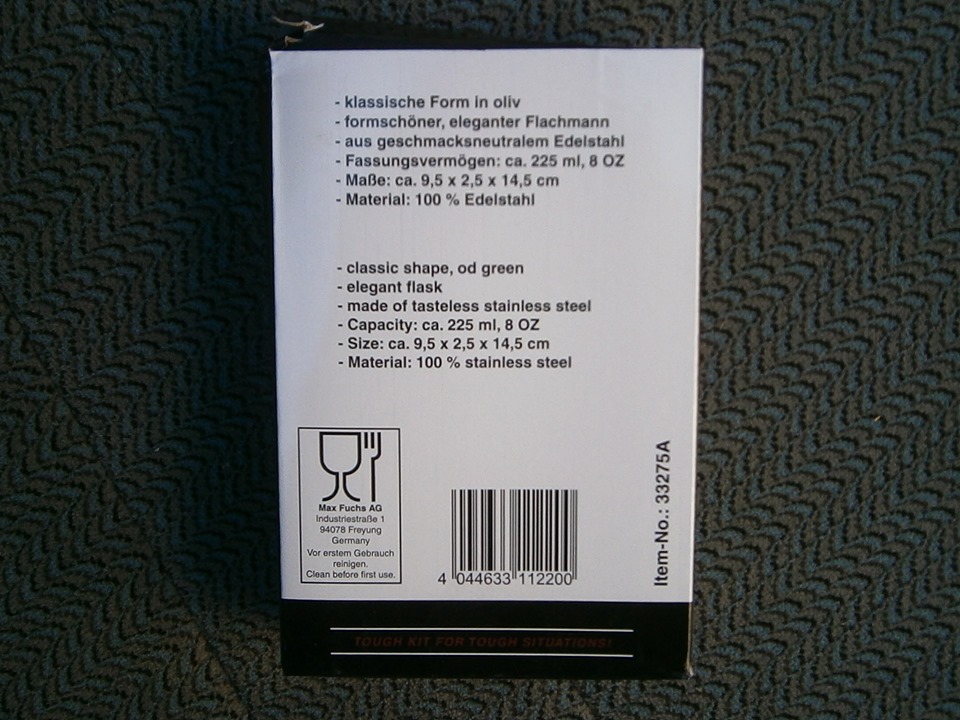 - klassische Form in oliv
- formschöner, eleganter Flachmann
- aus geschmacksneutralem Edelstahl
- Fassungsvermögen: ca. 225 ml, 8 OZ
- Maße: ca. 9,5 x 2,5 x 14,5 cm
- Material: 100 % Edelstahl
- classic shape, od green
- elegant flask
- made of tasteless stainless steel
- Capacity: ca. 225 ml, 8 OZ
- Size: ca. 9,5 x 2,5 x 14,5 cm
- Material: 100 % stainless steel
Max Fuchs AG
Industriestraße 1
94078 Freyung
Germany
Vor erstem Gebrauch
reinigen.
Clean before first use.
4 044633 112200
Item-No.: 33275A
TOUGH KIT FOR TOUGH SITUATIONS!